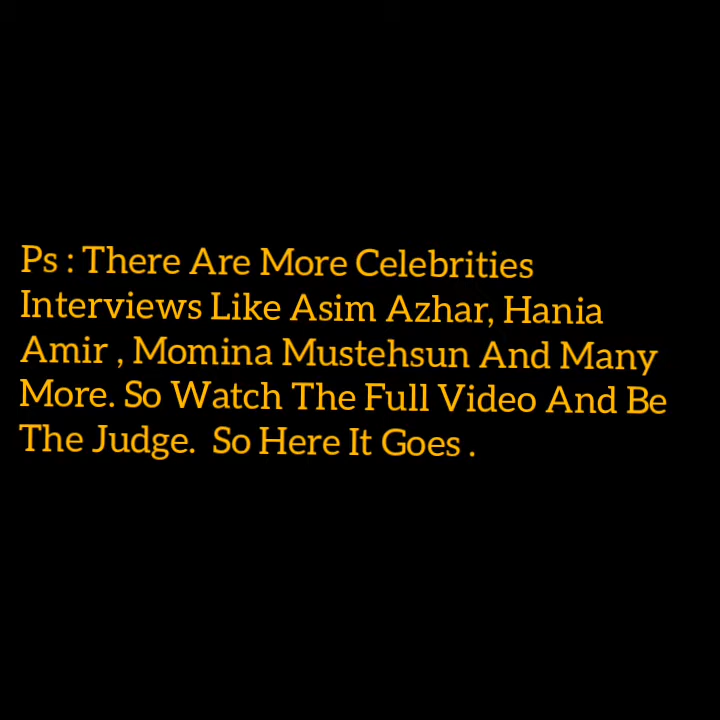 Ps : There Are More Celebrities
Interviews Like Asim Azhar, Hania
Amir , Momina Mustehsun And Many
More. So Watch The Full Video And Be
The Judge.  So Here It Goes .